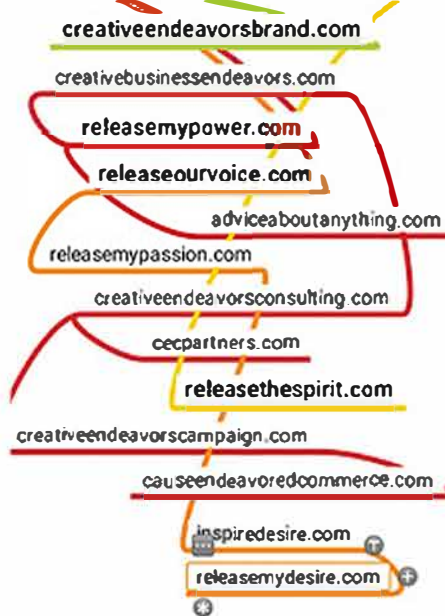 creativeendeavorsbrand.com
creativebusinessendeavors.com
releasemypower.com
releaseourvoice.com
adviceaboutanything.com
releasemypassion.com
creativeendeavorsconsulting.com
cecpartners.com
releasethespirit.com
creativeendeavorscampaign.com
causeendeavoredcommerce.com
inspiredesire.com
releasemydesire.com